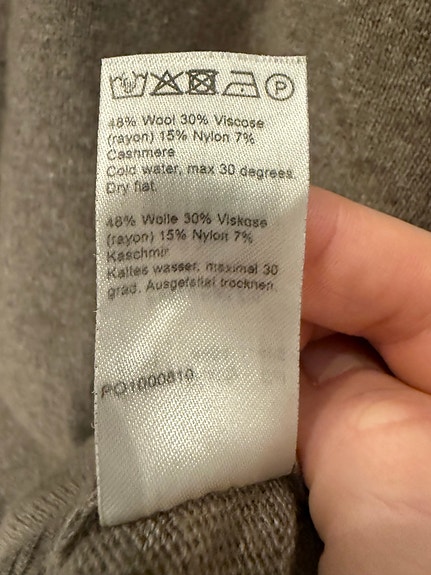 P
48% Wool 30% Viscose
(rayon) 15% Nylon 7%
Cashmere
Cold water, max 30 degrees.
Dry flat.
48% Wolle 30% Viskose
(rayon) 15% Nylon 7%
Kaschmir
Kaltes wasser, maximal 30
grad, Ausgefallel trocknen.
PO1000810